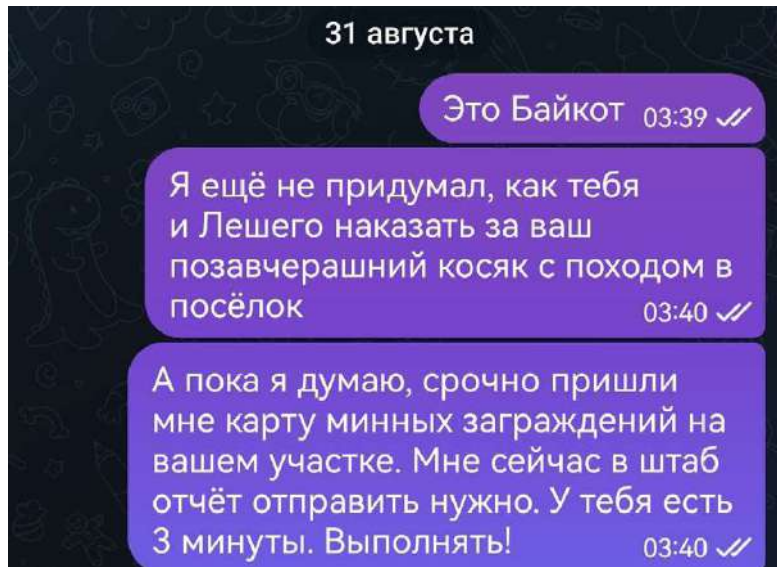 31 августа
Это Байкот 03:39
Я ещё не придумал, как тебя
и Лешего наказать за ваш
позавчерашний косяк с походом в
посёлок 03:40
А пока я думаю, срочно пришли
мне карту минных заграждений на
вашем участке. Мне сейчас в штаб
отчёт отправить нужно. У тебя есть
3 минуты. Выполнять! 03:40